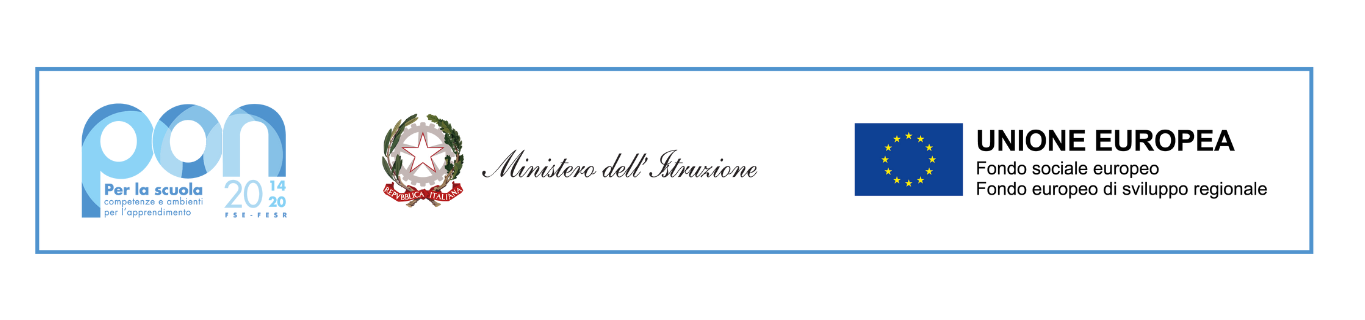 pon
Per la scuola
competenze e ambienti
per l'apprendimento
20 14
20
FSE-FESR
REPVBBLICA ITALIANA
Ministero dell'Istruzione
UNIONE EUROPEA
Fondo sociale europeo
Fondo europeo di sviluppo regionale